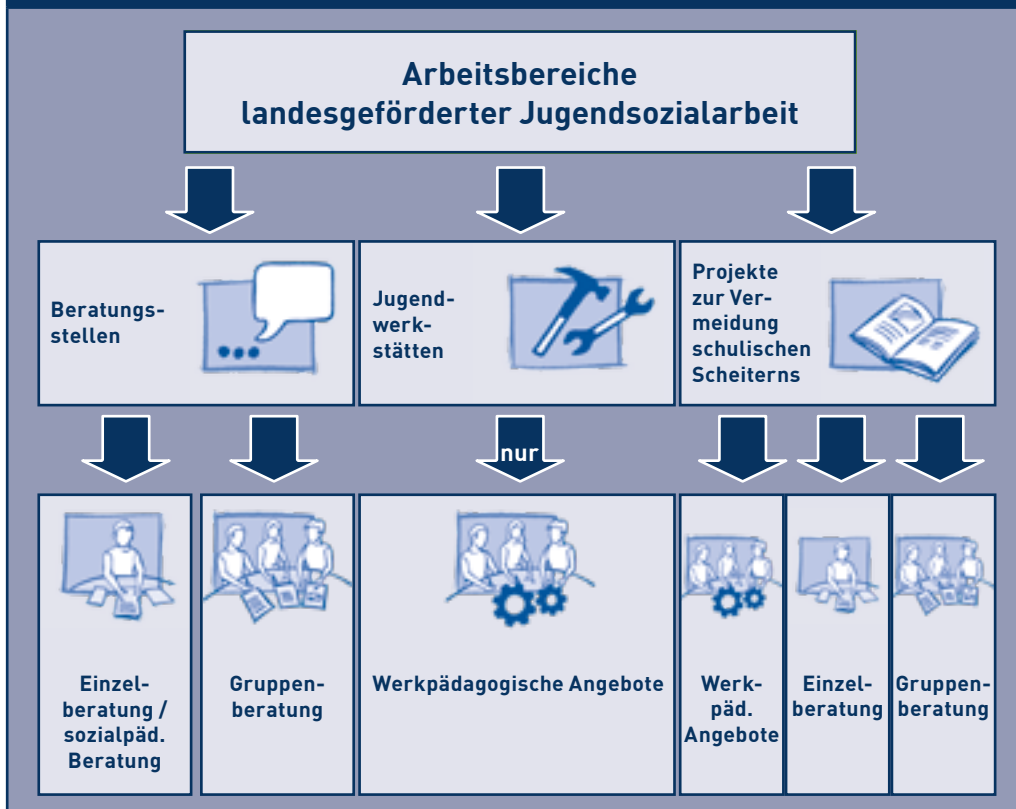 Arbeitsbereiche
landesgeförderter Jugendsozialarbeit
Beratungs-
stellen
Jugend-
werk-
stätten
Projekte
zur Ver-
meidung
schulischen
Scheiterns
nur
Einzel-
beratung /
sozialpäd.
Beratung
Gruppen-
beratung
Werkpädagogische Angebote
Werk-
päd.
Angebote
Einzel-
beratung
Gruppen-
beratung